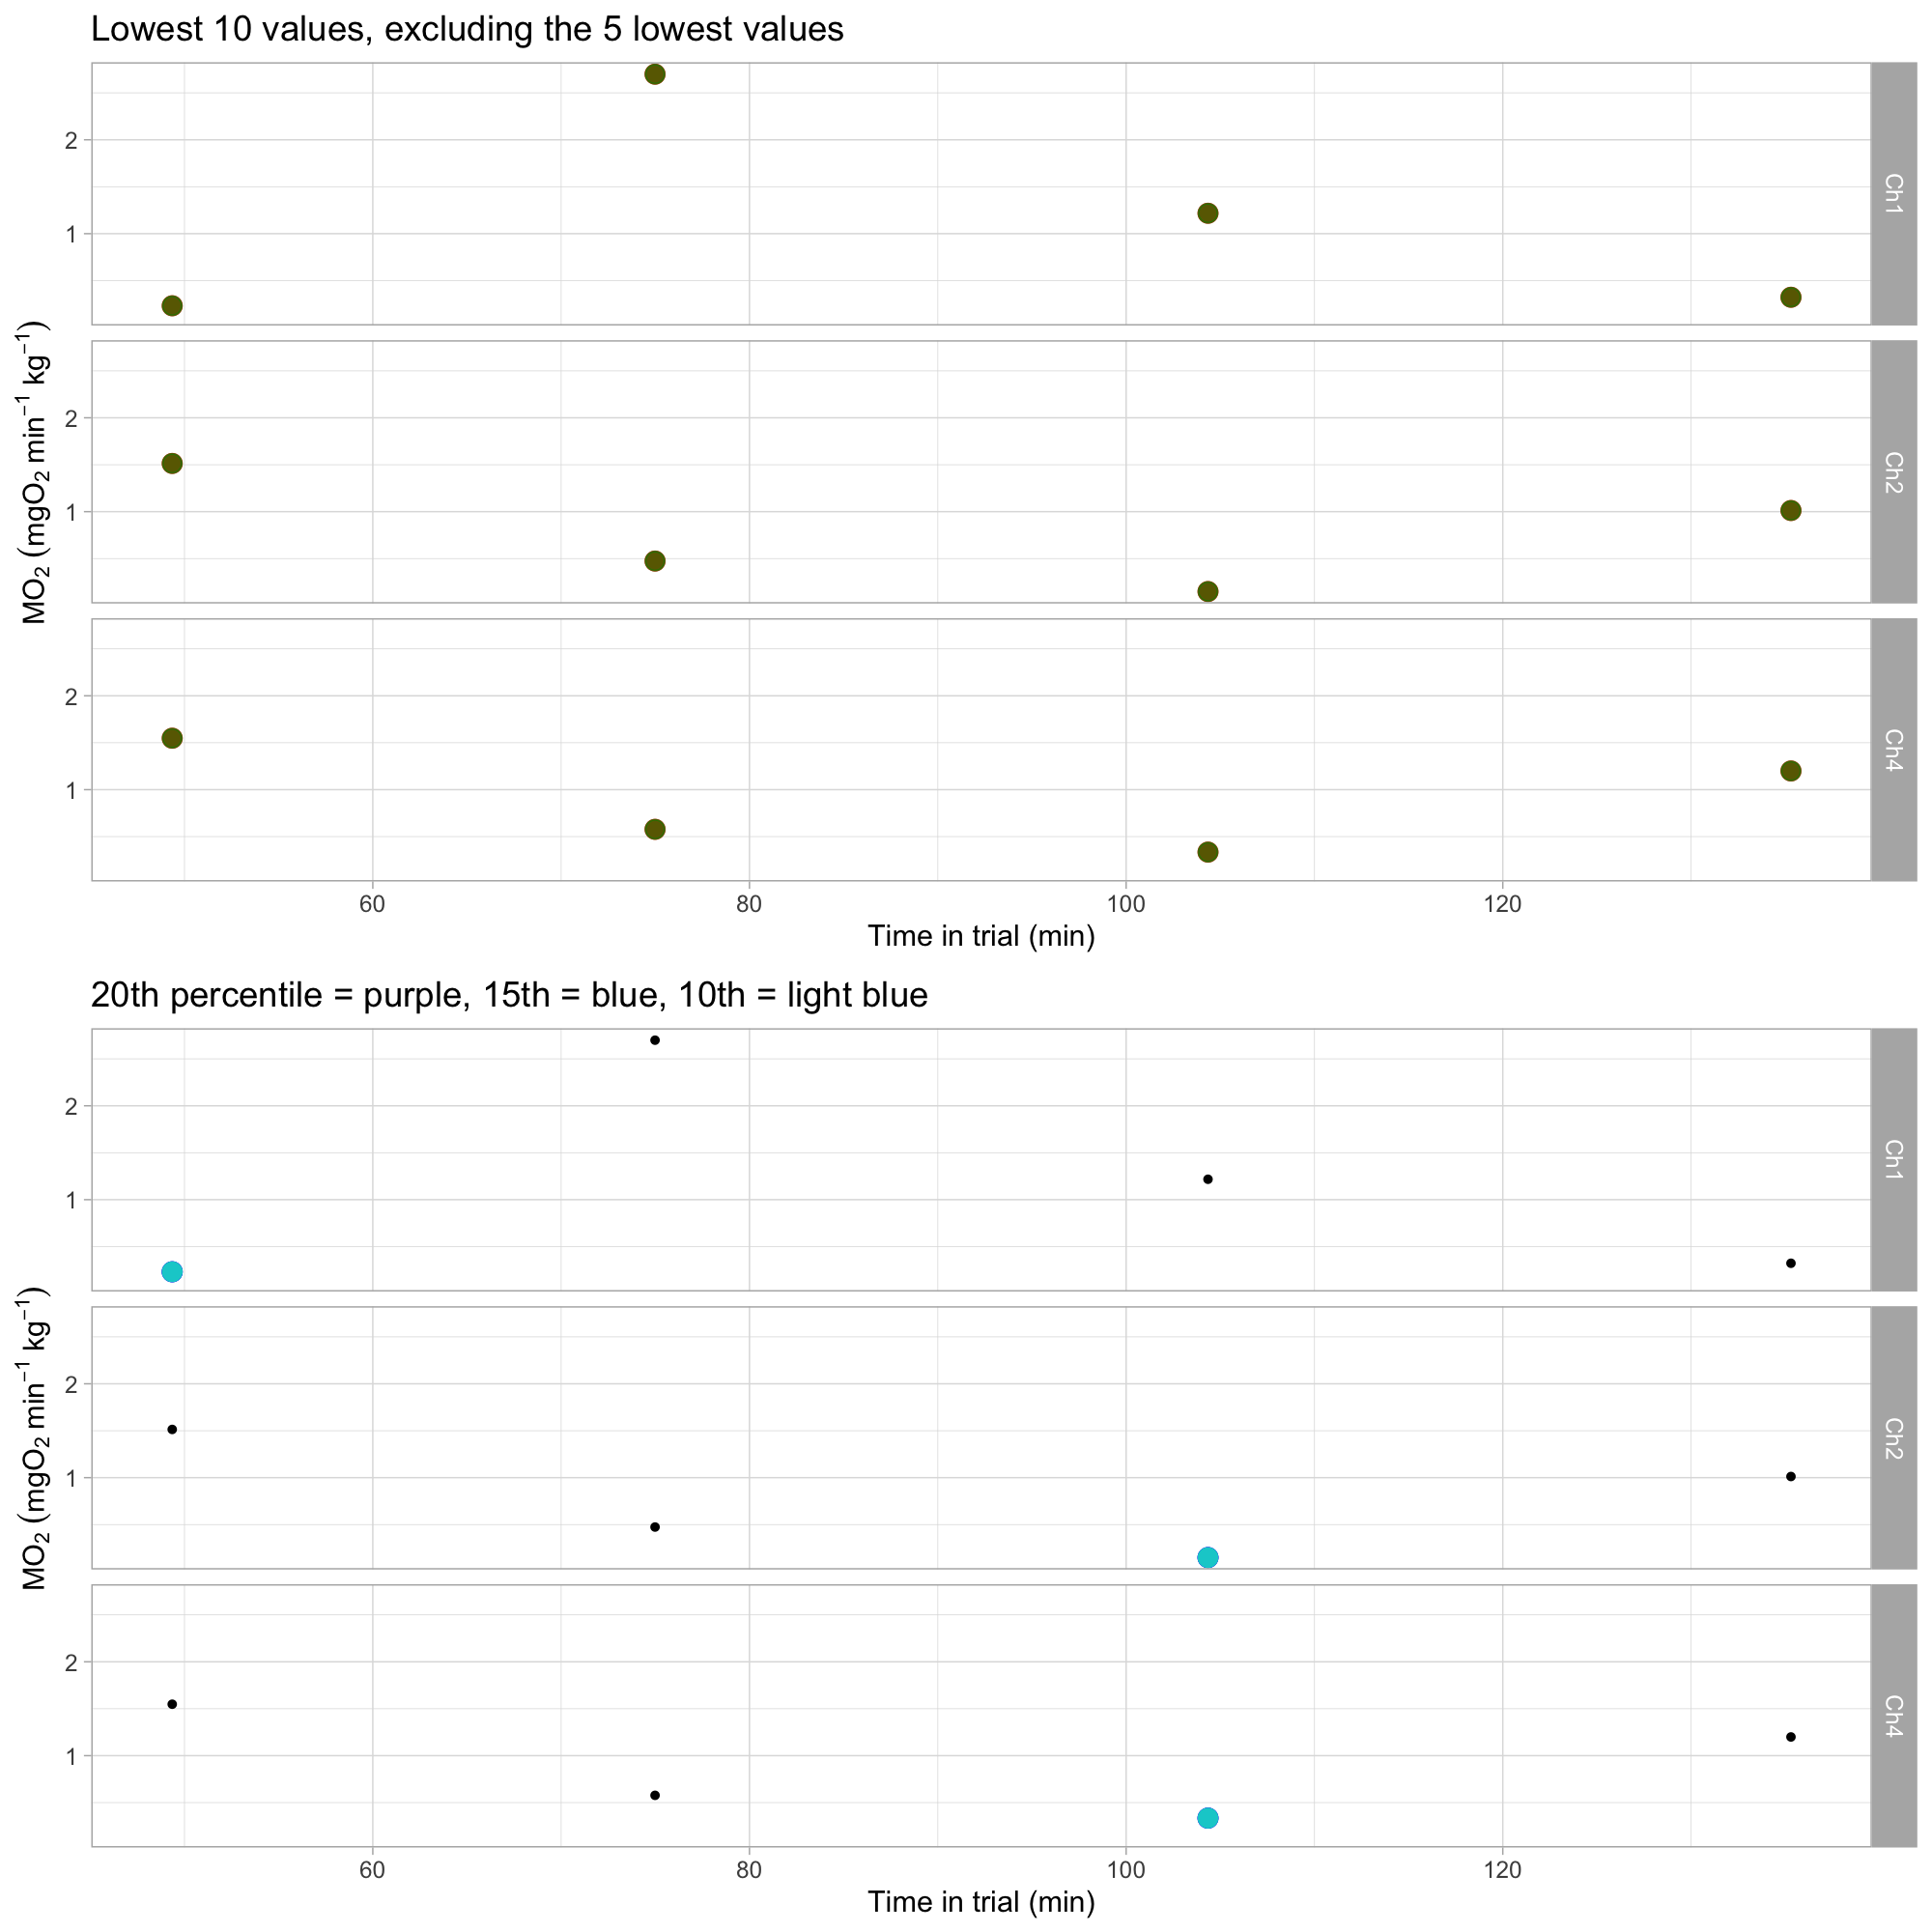 Lowest 10 values, excluding the 5 lowest values
2
1
Ch1
MO₂ (mgO₂ min⁻¹ kg⁻¹)
2
1
Ch2
2
1
Ch4
60 80 100 120
Time in trial (min)
20th percentile = purple, 15th = blue, 10th = light blue
2
1
Ch1
MO₂ (mgO₂ min⁻¹ kg⁻¹)
2
1
Ch2
2
1
Ch4
60 80 100 120
Time in trial (min)